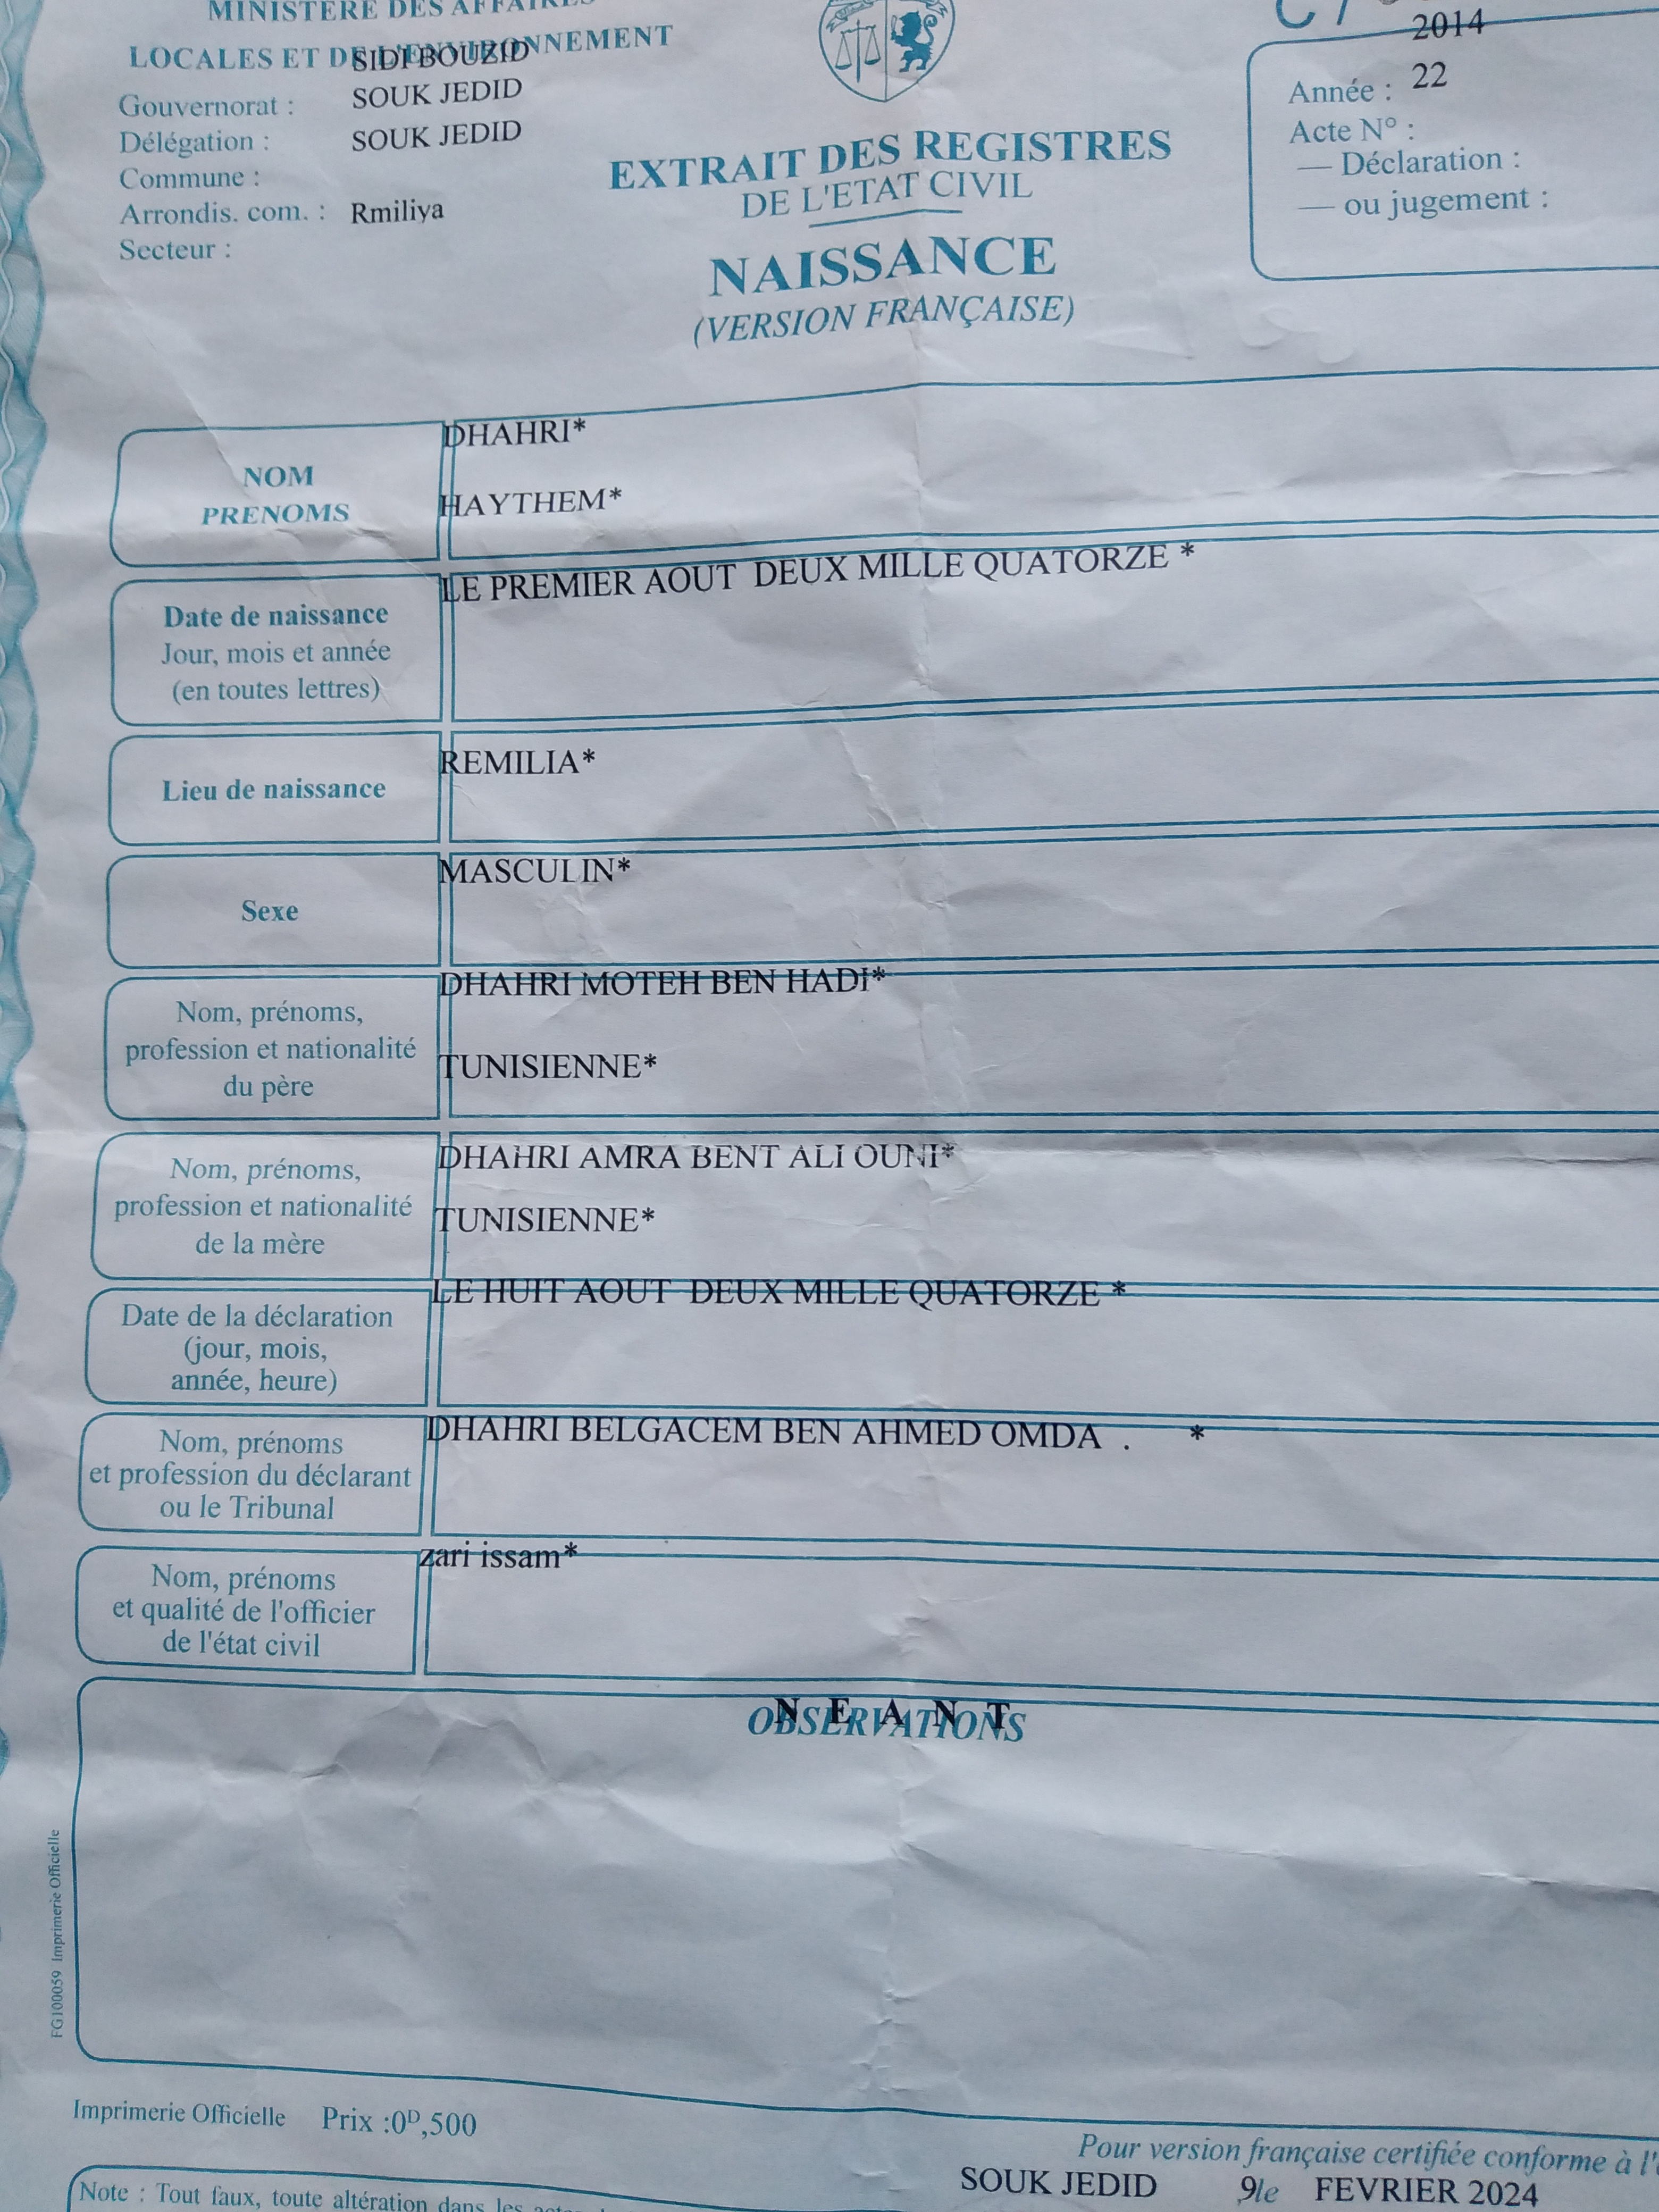 MINISTERE DES AFFAIRES
LOCALES ET DE L'ENVIRONNEMENT
SIDI BOUZID
Gouvernorat : SOUK JEDID
Délégation : SOUK JEDID
Commune :
Arrondis. com. : Rmiliya
Secteur :
EXTRAIT DES REGISTRES
DE L'ETAT CIVIL
NAISSANCE
(VERSION FRANÇAISE)
2014
Année : 22
Acte N° :
— Déclaration :
— ou jugement :
NOM
PRENOMS
DHAHRI*
HAYTHEM*
Date de naissance
Jour, mois et année
(en toutes lettres)
LE PREMIER AOUT DEUX MILLE QUATORZE *
Lieu de naissance
REMILIA*
Sexe
MASCULIN*
Nom, prénoms,
profession et nationalité
du père
DHAHRI MOTEH BEN HADI*
TUNISIENNE*
Nom, prénoms,
profession et nationalité
de la mère
DHAHRI AMRA BENT ALI OUNI*
TUNISIENNE*
Date de la déclaration
(jour, mois,
année, heure)
LE HUIT AOUT DEUX MILLE QUATORZE *
Nom, prénoms
et profession du déclarant
ou le Tribunal
DHAHRI BELGACEM BEN AHMED OMDA . *
Nom, prénoms
et qualité de l'officier
de l'état civil
zari issam*
OBSERVATIONS
N E A N T
FG100059 Imprimerie Officielle
Imprimerie Officielle Prix :0D,500
Pour version française certifiée conforme à l'
SOUK JEDID 9le FEVRIER 2024
Note : Tout faux, toute altération dans les